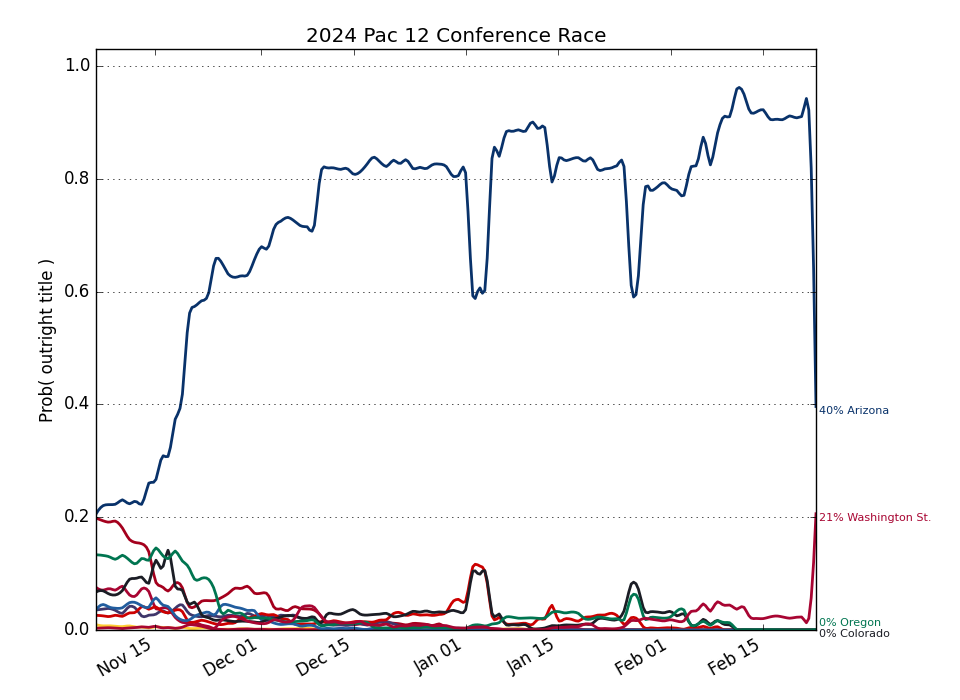 2024 Pac 12 Conference Race
Prob( outright title )
1.0
0.8
0.6
0.4
0.2
0.0
40% Arizona
21% Washington St.
0% Oregon
0% Colorado
Nov 15
Dec 01
Dec 15
Jan 01
Jan 15
Feb 01
Feb 15